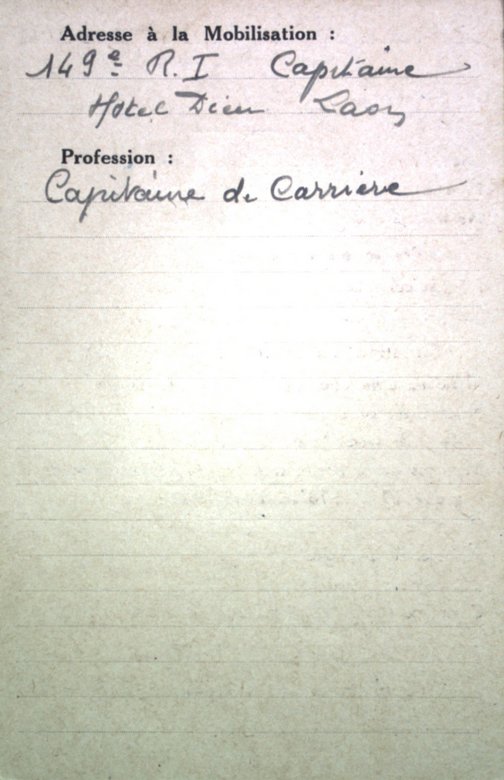 Adresse à la Mobilisation :
149e R.I Capitaine
Hotel Dieu Laon
Profession :
Capitaine de Carrière